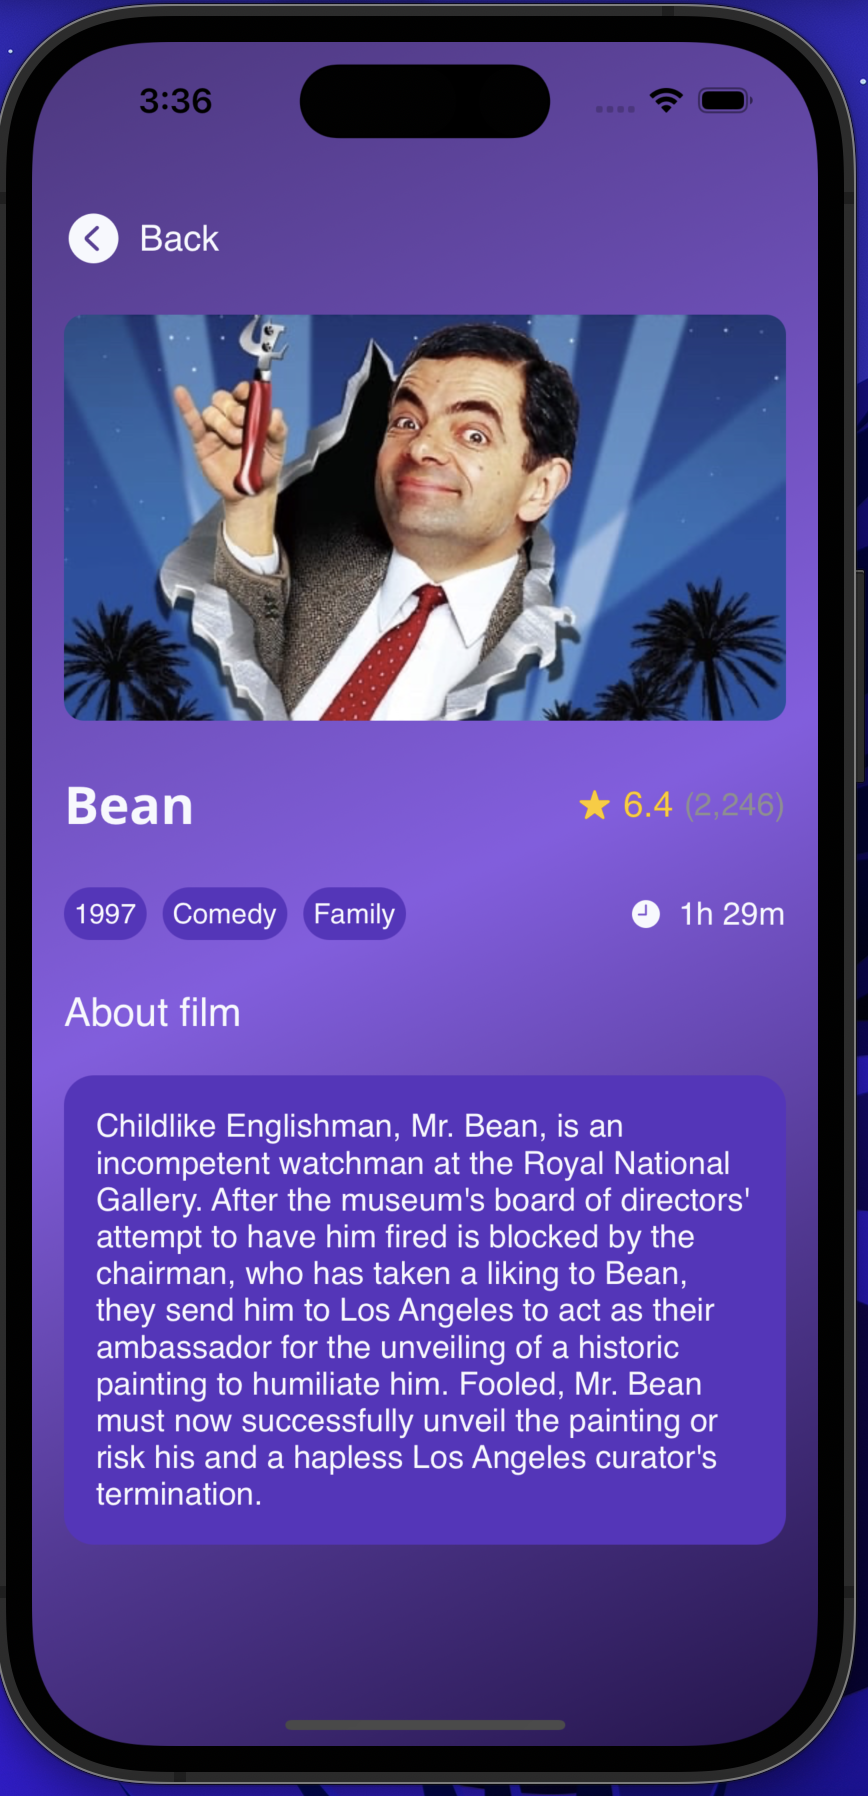 3:36
Back
Bean
6.4 (2,246)
1997 Comedy Family
1h 29m
About film
Childlike Englishman, Mr. Bean, is an
incompetent watchman at the Royal National
Gallery. After the museum's board of directors'
attempt to have him fired is blocked by the
chairman, who has taken a liking to Bean,
they send him to Los Angeles to act as their
ambassador for the unveiling of a historic
painting to humiliate him. Fooled, Mr. Bean
must now successfully unveil the painting or
risk his and a hapless Los Angeles curator's
termination.